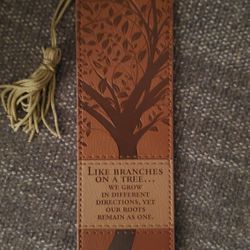 LIKE BRANCHES
ON A TREE...
WE GROW
IN DIFFERENT
DIRECTIONS, YET
OUR ROOTS
REMAIN AS ONE.